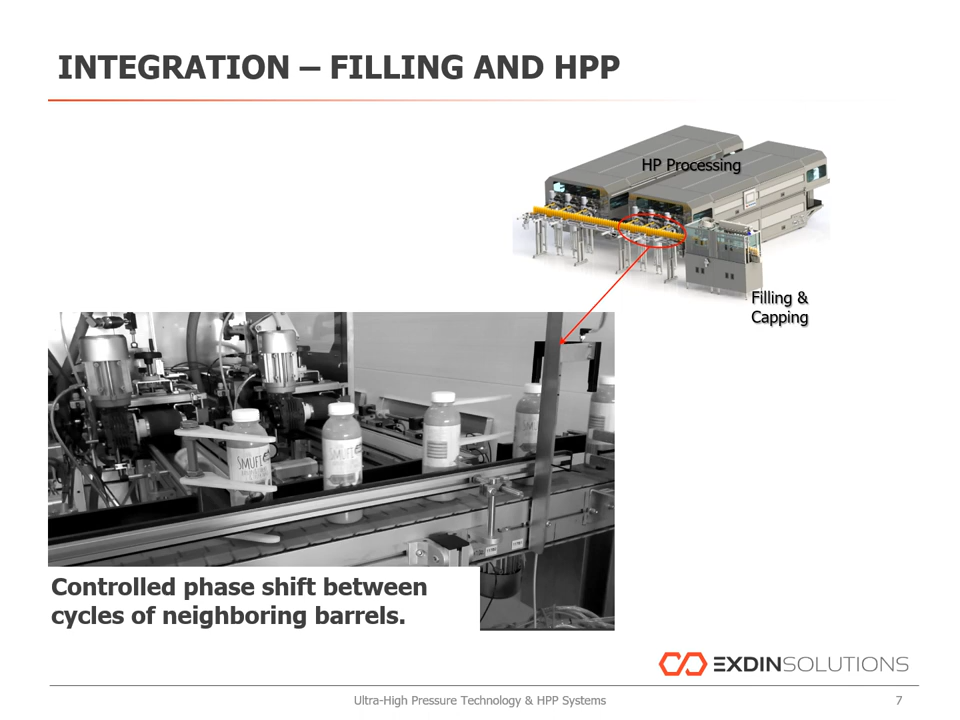 INTEGRATION – FILLING AND HPP
HP Processing
Filling &
Capping
SMUFL
Controlled phase shift between
cycles of neighboring barrels.
EXDINSOLUTIONS
Ultra-High Pressure Technology & HPP Systems
7